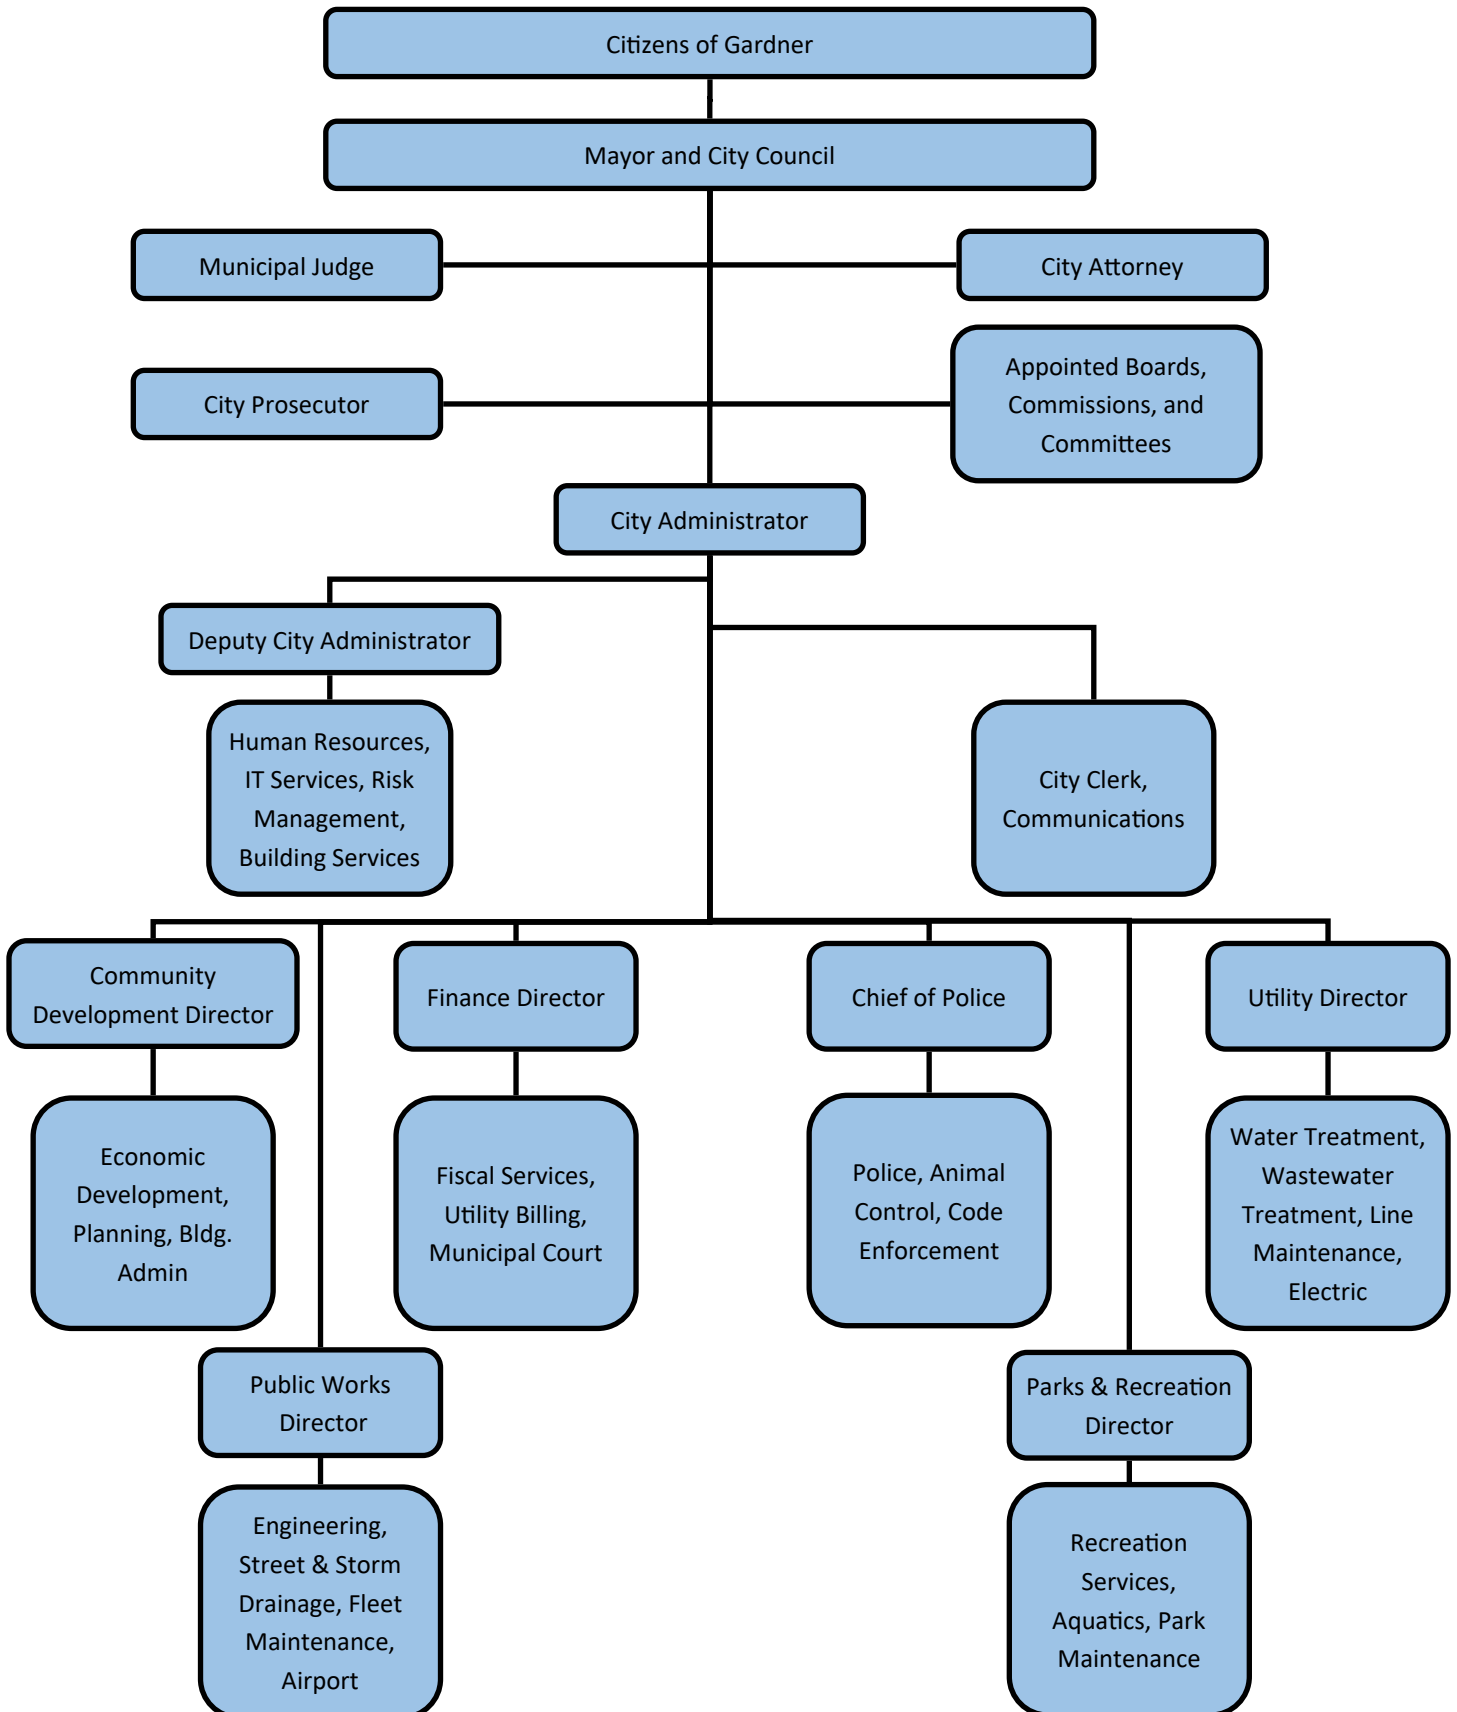 Citizens of Gardner
Mayor and City Council
Municipal Judge
City Attorney
City Prosecutor
Appointed Boards,
Commissions, and
Committees
City Administrator
Deputy City Administrator
Human Resources,
IT Services, Risk
Management,
Building Services
City Clerk,
Communications
Community
Development Director
Finance Director
Chief of Police
Utility Director
Economic
Development,
Planning, Bldg.
Admin
Fiscal Services,
Utility Billing,
Municipal Court
Police, Animal
Control, Code
Enforcement
Water Treatment,
Wastewater
Treatment, Line
Maintenance,
Electric
Public Works
Director
Parks & Recreation
Director
Engineering,
Street & Storm
Drainage, Fleet
Maintenance,
Airport
Recreation
Services,
Aquatics, Park
Maintenance